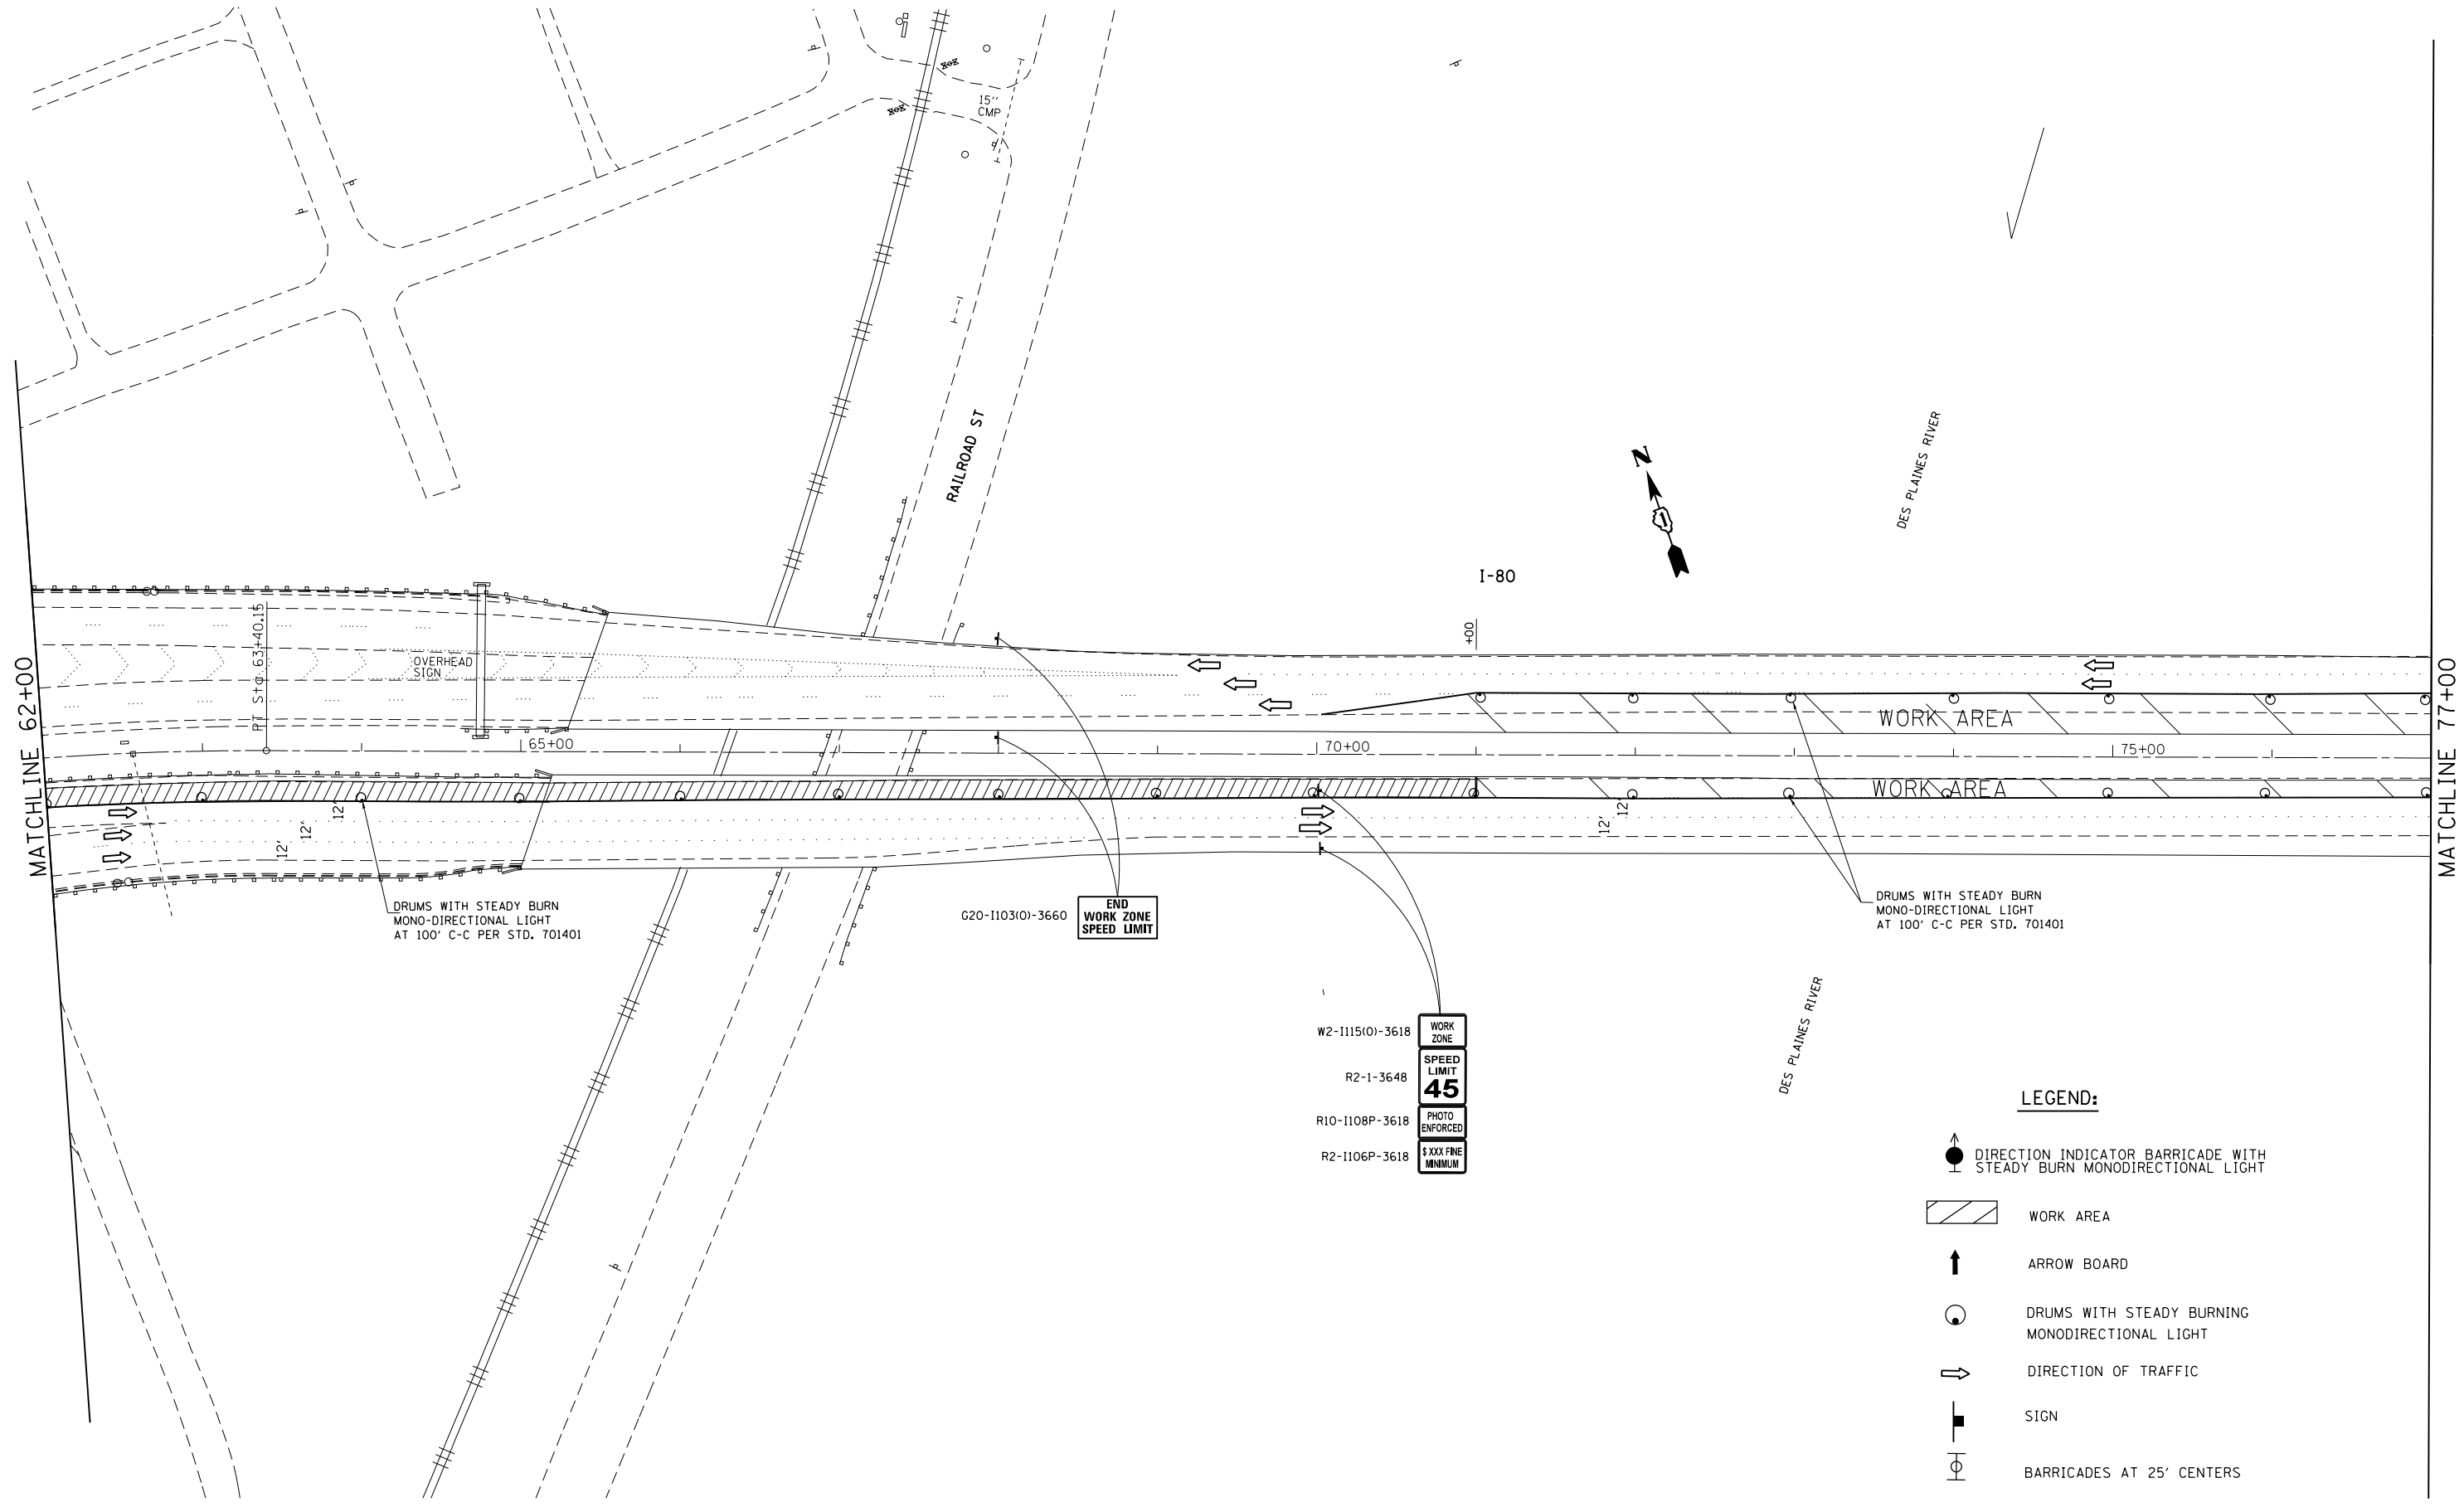 15'' 
CMP
RAILROAD ST
N
DES PLAINES RIVER
I-80
+00
PT Sta. 63+40.15
OVERHEAD
SIGN
MATCHLINE 62+00
MATCHLINE 77+00
WORK AREA
65+00
70+00
75+00
WORK AREA
12'
12'
12'
12'
12'
DRUMS WITH STEADY BURN
MONO-DIRECTIONAL LIGHT
AT 100' C-C PER STD. 701401
G20-I103(0)-3660
END
WORK ZONE
SPEED LIMIT
DRUMS WITH STEADY BURN
MONO-DIRECTIONAL LIGHT
AT 100' C-C PER STD. 701401
DES PLAINES RIVER
W2-I115(0)-3618
WORK
ZONE
R2-1-3648
SPEED
LIMIT
45
R10-I108P-3618
PHOTO
ENFORCED
R2-I106P-3618
$ XXX FINE
MINIMUM
LEGEND:
DIRECTION INDICATOR BARRICADE WITH
STEADY BURN MONODIRECTIONAL LIGHT
WORK AREA
ARROW BOARD
DRUMS WITH STEADY BURNING
MONODIRECTIONAL LIGHT
DIRECTION OF TRAFFIC
SIGN
BARRICADES AT 25' CENTERS